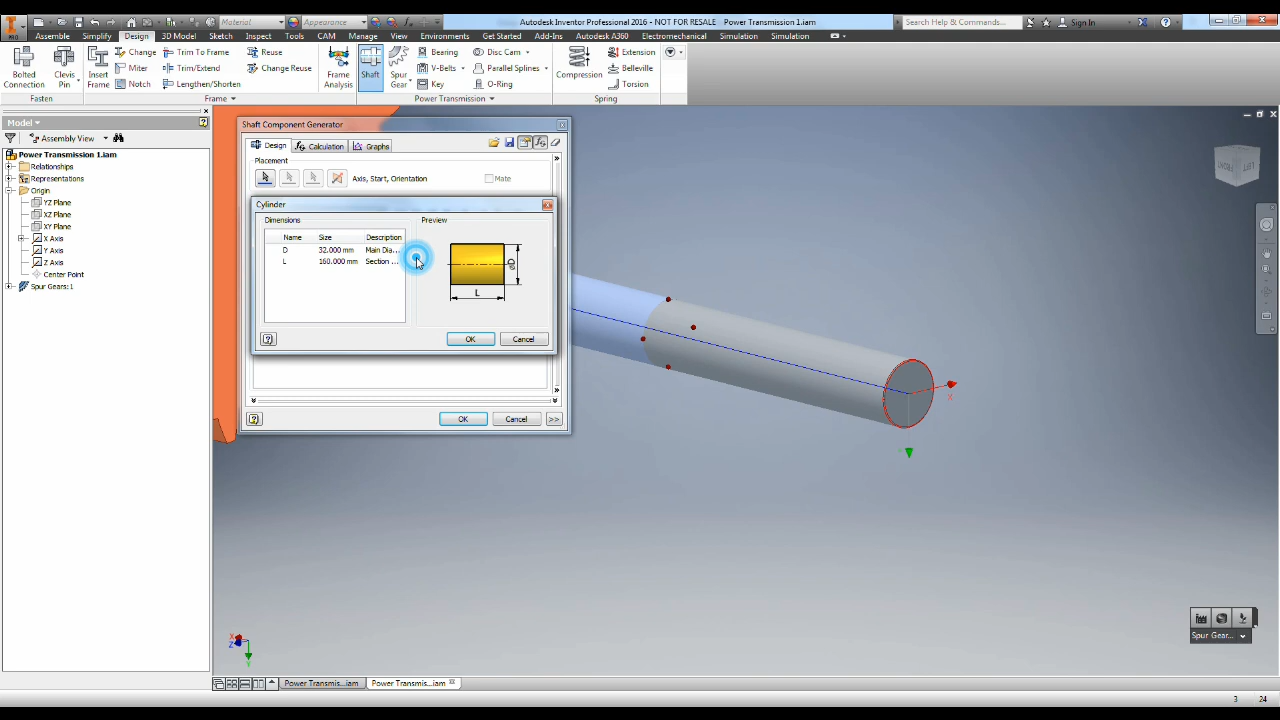 Material
Appearance
Autodesk Inventor Professional 2016 - NOT FOR RESALE Power Transmission 1.iam
Search Help & Commands...
Sign In
Assembly Simplify Design 3D Model Sketch Inspect Tools CAM Manage View Environments Get Started Add-Ins Autodesk A360 Electromechanical Simulation Simulation
Bolted Connection
Clevis Pin
Fasten
Insert Frame
Change
Miter
Notch
Trim To Frame
Trim/Extend
Lengthen/Shorten
Reuse
Change Reuse
Frame Analysis
Frame
Shaft
Spur Gear
Bearing
V-Belts
Key
Disc Cam
Parallel Splines
O-Ring
Power Transmission
Compression
Extension
Belleville
Torsion
Spring
Model
Assembly View
Power Transmission 1.iam
Relationships
Representations
Origin
YZ Plane
XZ Plane
XY Plane
X Axis
Y Axis
Z Axis
Center Point
Spur Gears:1
Shaft Component Generator
Design Calculation Graphs
Placement
Axis, Start, Orientation
Mate
Cylinder
Dimensions
Name Size Description
D 32.000 mm Main Dia...
L 160.000 mm Section ...
Preview
D
L
OK Cancel
OK Cancel >>
X
LEFT
FRONT
Spur Gear...
X
Z
Y
Power Transmis...iam Power Transmis...iam
3 24